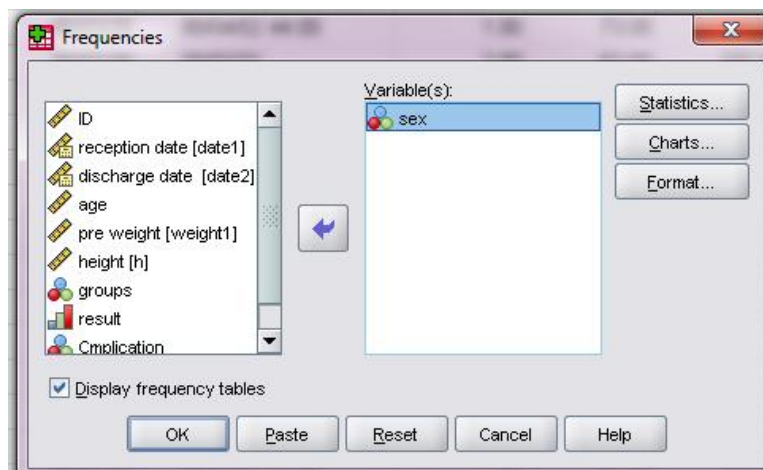 Frequencies
Variable(s):
ID
reception date [date1]
discharge date [date2]
age
pre weight [weight1]
height [h]
groups
result
Cmplication
sex
Statistics...
Charts...
Format...
Display frequency tables
OK
Paste
Reset
Cancel
Help